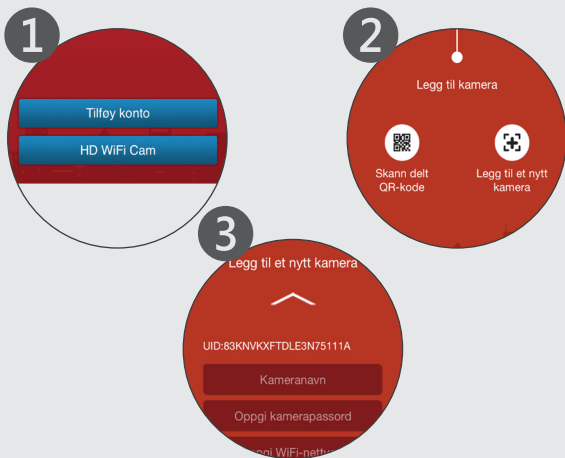 1
Tilføy konto
HD WiFi Cam
2
Legg til kamera
Skann delt
QR-kode
Legg til et nytt
kamera
3
Legg til et nytt kamera
UID:83KNVKXFTDLE3N75111A
Kameranavn
Oppgi kamerapassord